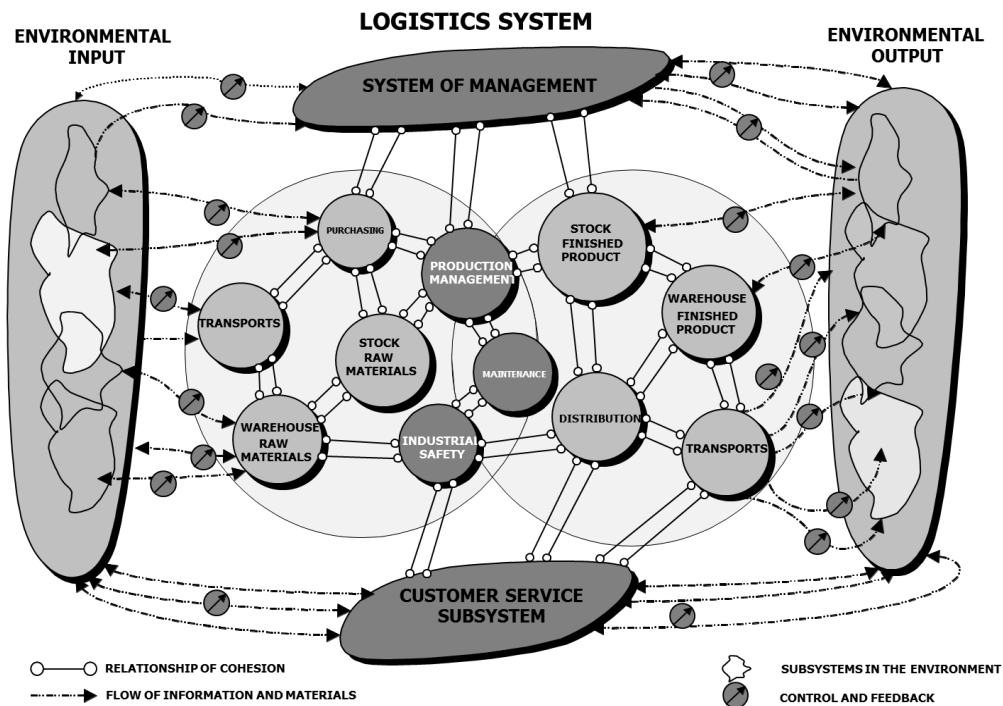 LOGISTICS SYSTEM
ENVIRONMENTAL
INPUT
ENVIRONMENTAL
OUTPUT
SYSTEM OF MANAGEMENT
PURCHASING
STOCK
FINISHED
PRODUCT
PRODUCTION
MANAGEMENT
TRANSPORTS
WAREHOUSE
FINISHED
PRODUCT
STOCK
RAW
MATERIALS
MAINTENANCE
WAREHOUSE
RAW
MATERIALS
INDUSTRIAL
SAFETY
DISTRIBUTION
TRANSPORTS
CUSTOMER SERVICE
SUBSYSTEM
RELATIONSHIP OF COHESION
FLOW OF INFORMATION AND MATERIALS
SUBSYSTEMS IN THE ENVIRONMENT
CONTROL AND FEEDBACK